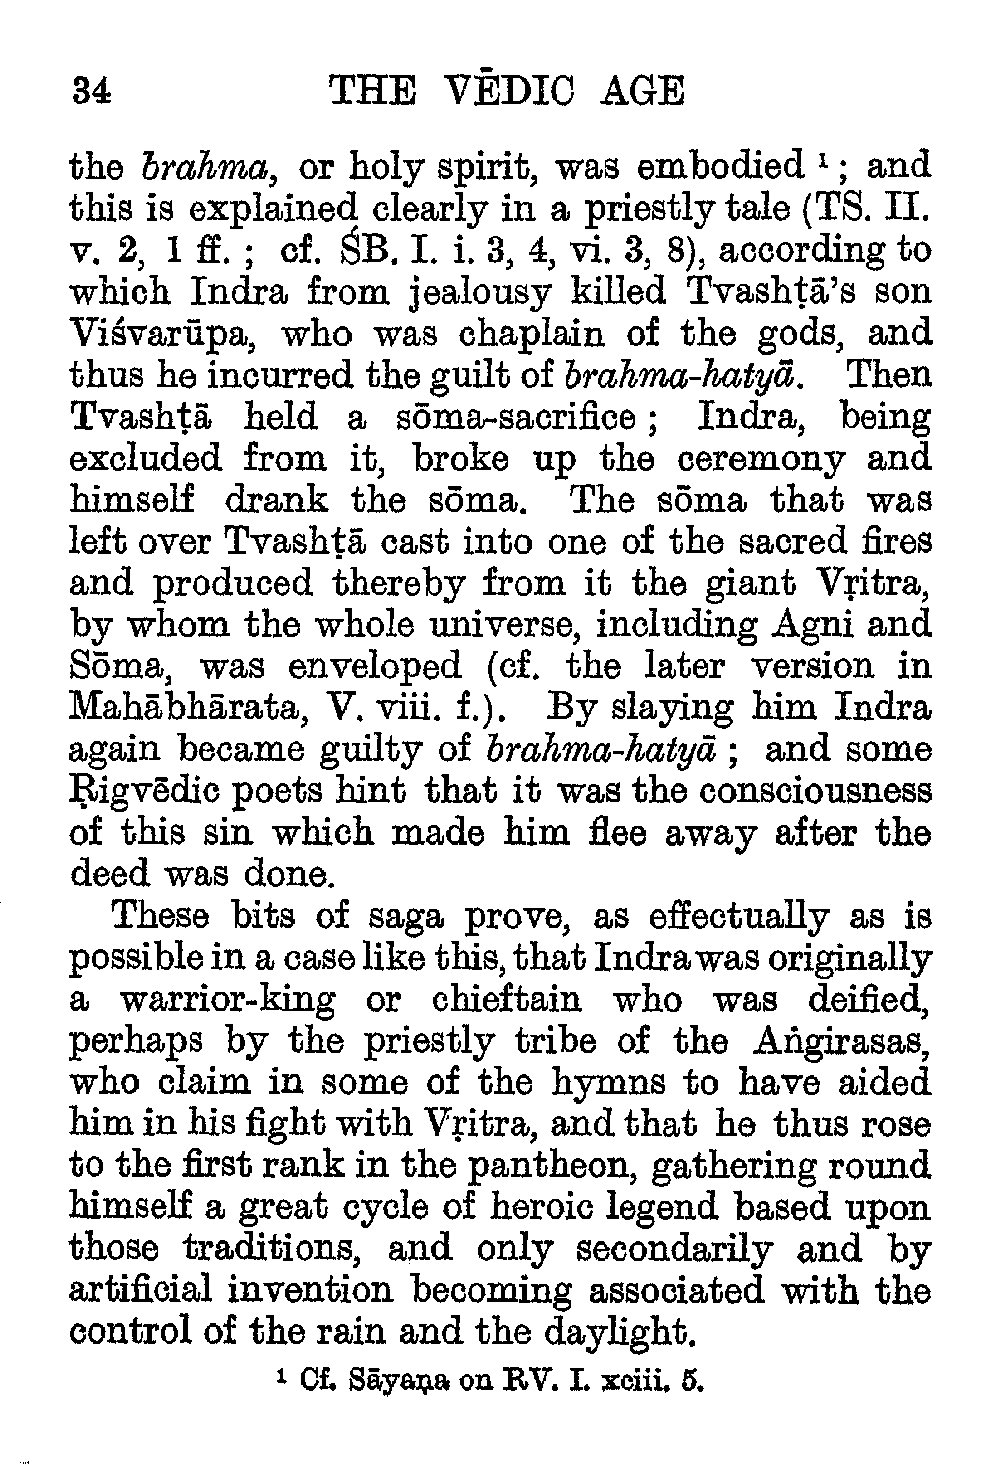 34 THE VĒDIC AGE
the brahma, or holy spirit, was embodied ¹ ; and
this is explained clearly in a priestly tale (TS. II.
v. 2, 1 ff. ; cf. ŚB. I. i. 3, 4, vi. 3, 8), according to
which Indra from jealousy killed Tvashṭā's son
Viśvarūpa, who was chaplain of the gods, and
thus he incurred the guilt of brahma-hatyā. Then
Tvashṭā held a sōma-sacrifice ; Indra, being
excluded from it, broke up the ceremony and
himself drank the sōma. The sōma that was
left over Tvashṭā cast into one of the sacred fires
and produced thereby from it the giant Vṛitra,
by whom the whole universe, including Agni and
Sōma, was enveloped (cf. the later version in
Mahābhārata, V. viii. f.). By slaying him Indra
again became guilty of brahma-hatyā ; and some
Ṛigvēdic poets hint that it was the consciousness
of this sin which made him flee away after the
deed was done.
These bits of saga prove, as effectually as is
possible in a case like this, that Indra was originally
a warrior-king or chieftain who was deified,
perhaps by the priestly tribe of the Aṅgirasas,
who claim in some of the hymns to have aided
him in his fight with Vṛitra, and that he thus rose
to the first rank in the pantheon, gathering round
himself a great cycle of heroic legend based upon
those traditions, and only secondarily and by
artificial invention becoming associated with the
control of the rain and the daylight.
¹ Cf. Sāyaṇa on RV. I. xciii. 5.